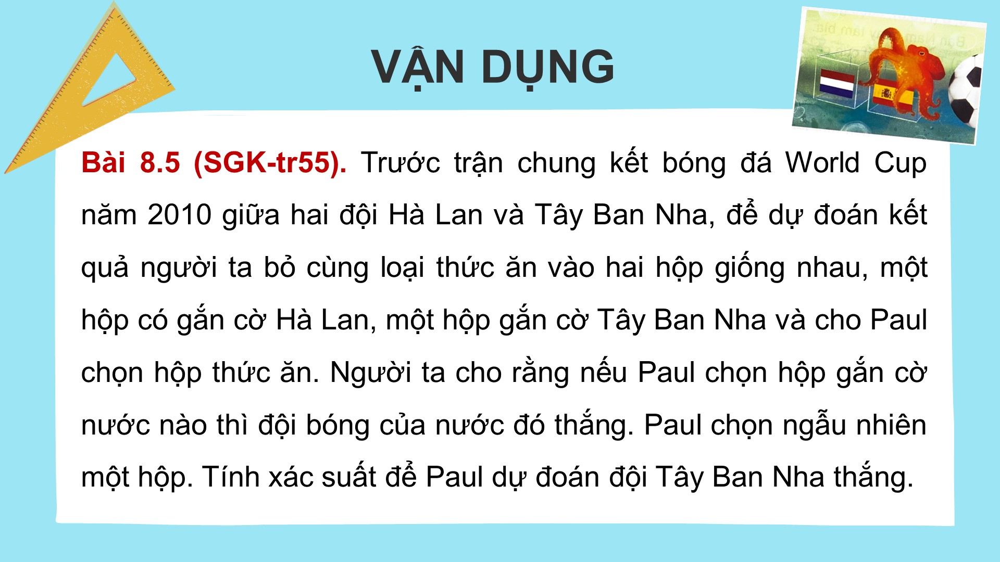 VẬN DỤNG
Bài 8.5 (SGK-tr55). Trước trận chung kết bóng đá World Cup
năm 2010 giữa hai đội Hà Lan và Tây Ban Nha, để dự đoán kết
quả người ta bỏ cùng loại thức ăn vào hai hộp giống nhau, một
hộp có gắn cờ Hà Lan, một hộp gắn cờ Tây Ban Nha và cho Paul
chọn hộp thức ăn. Người ta cho rằng nếu Paul chọn hộp gắn cờ
nước nào thì đội bóng của nước đó thắng. Paul chọn ngẫu nhiên
một hộp. Tính xác suất để Paul dự đoán đội Tây Ban Nha thắng.